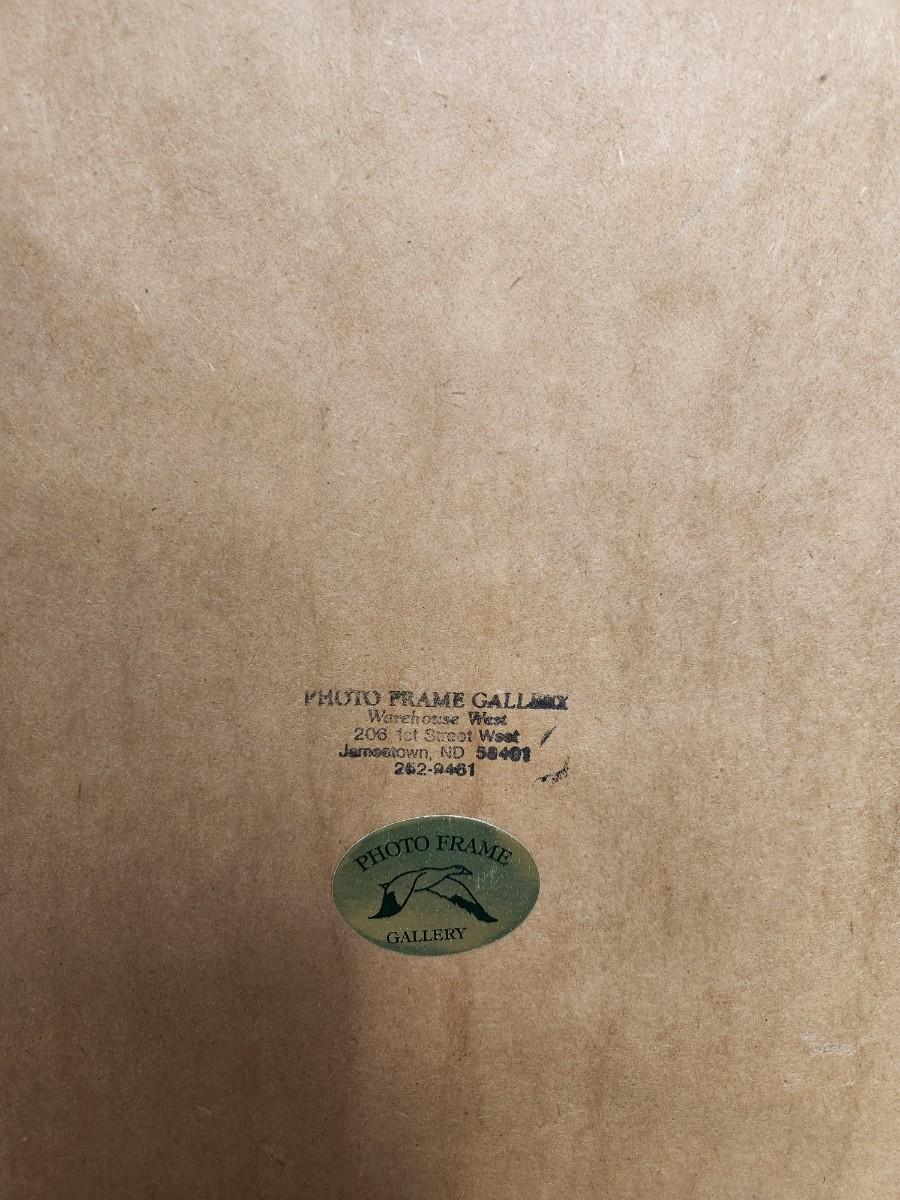 PHOTO FRAME GALLERY
Warehouse West
206 1st Street West
Jamestown, ND 58401
252-9461
PHOTO FRAME
GALLERY